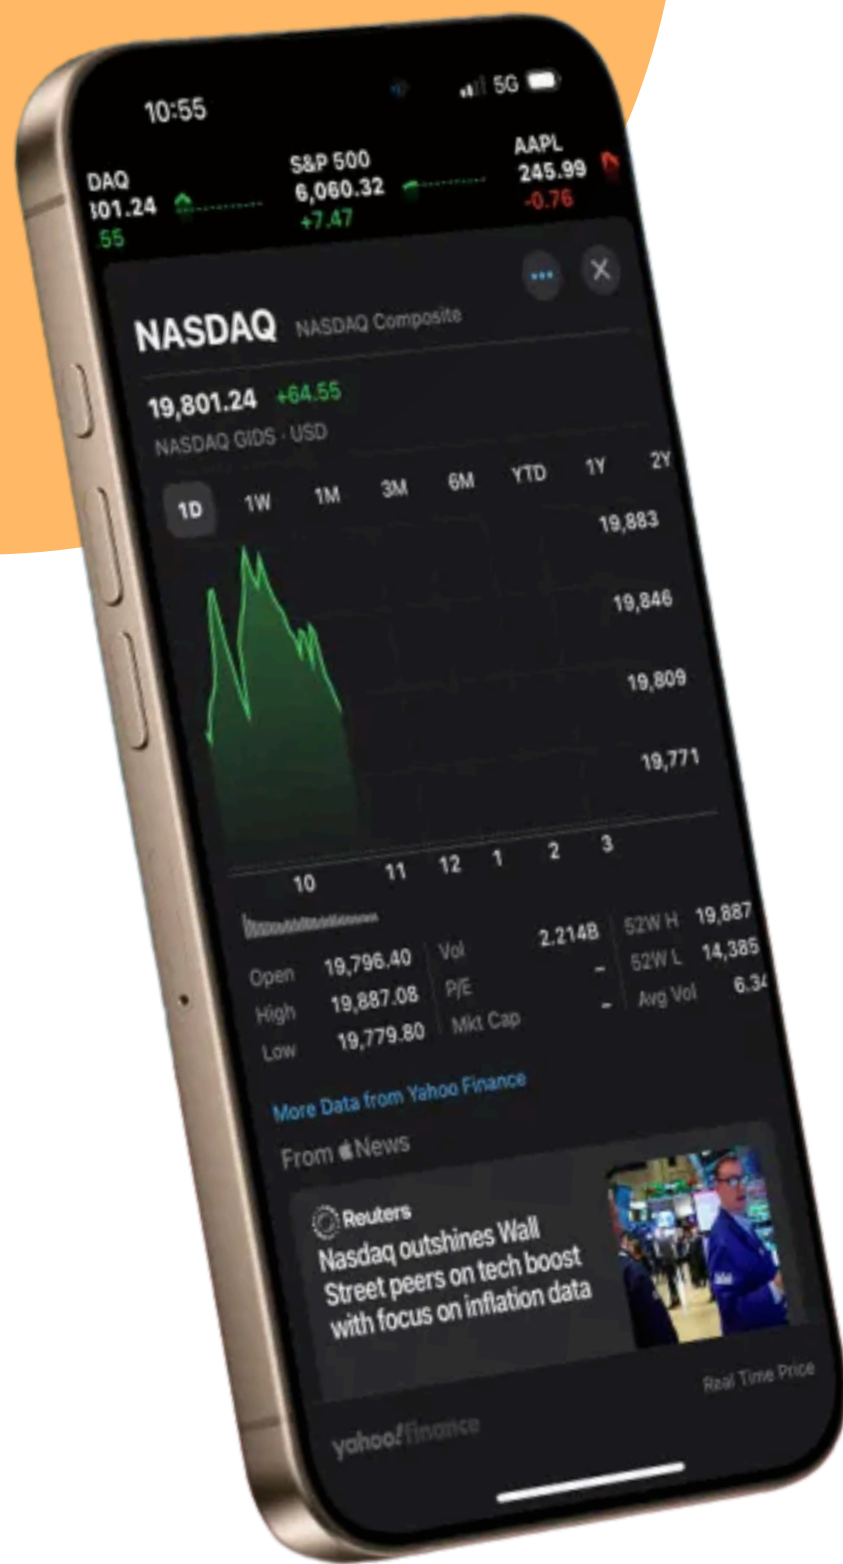 10:55
5G
DAQ
301.24
.55
S&P 500
6,060.32
+7.47
AAPL
245.99
-0.76
NASDAQ NASDAQ Composite
19,801.24 +64.55
NASDAQ GIDS · USD
1D 1W 1M 3M 6M YTD 1Y 2Y
19,883
19,846
19,809
19,771
10 11 12 1 2 3
Open 19,796.40
High 19,887.08
Low 19,779.80
Vol 2.214B
P/E –
Mkt Cap –
52W H 19,887
52W L 14,385
Avg Vol 6.34
More Data from Yahoo Finance
From News
Reuters
Nasdaq outshines Wall
Street peers on tech boost
with focus on inflation data
yahoo!finance
Real Time Price